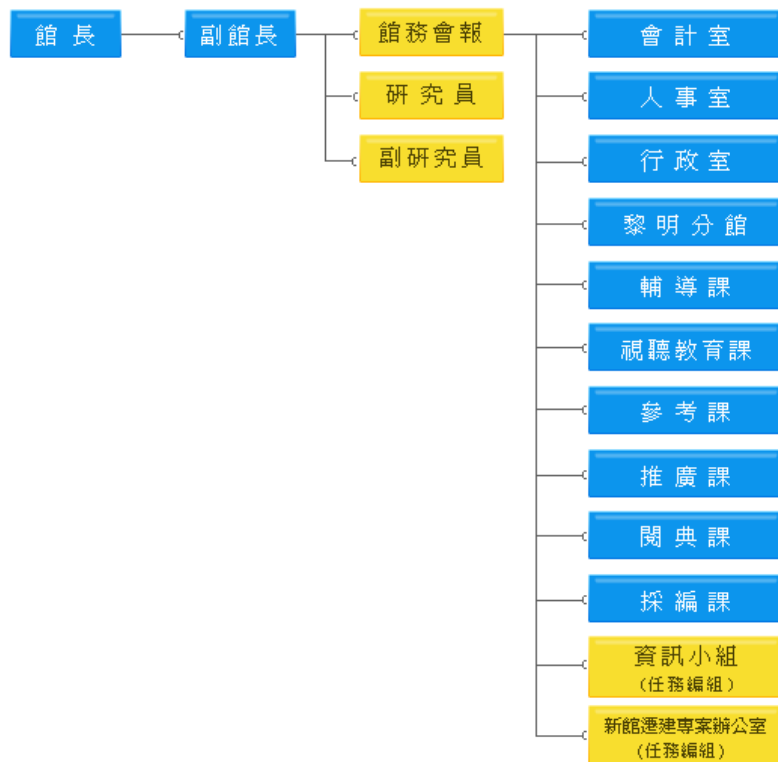 館長
副館長
館務會報
研究員
副研究員
會計室
人事室
行政室
黎明分館
輔導課
視聽教育課
參考課
推廣課
閱典課
採編課
資訊小組
(任務編組)
新館遷建專案辦公室
(任務編組)